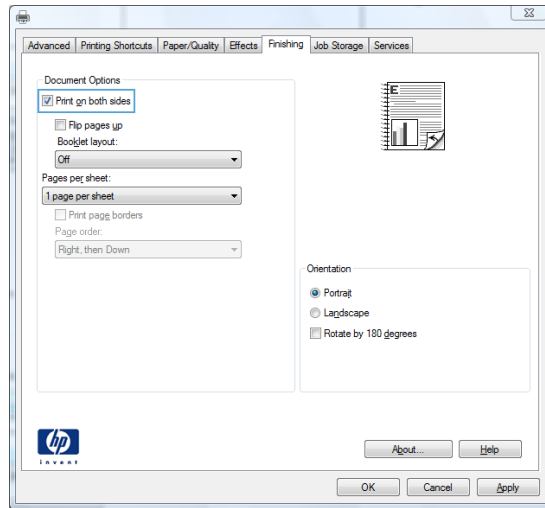 Advanced
Printing Shortcuts
Paper/Quality
Effects
Finishing
Job Storage
Services
Document Options
Print on both sides
Flip pages up
Booklet layout:
Off
Pages per sheet:
1 page per sheet
Print page borders
Page order:
Right, then Down
E
Orientation
Portrait
Landscape
Rotate by 180 degrees
hp
invent
About...
Help
OK
Cancel
Apply